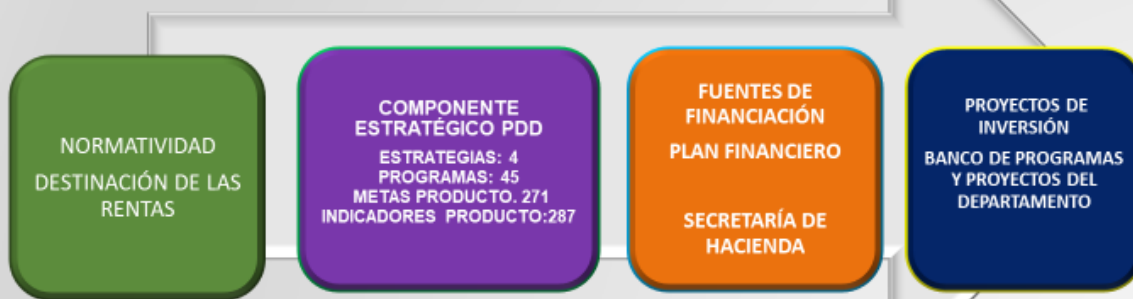 NORMATIVIDAD
DESTINACIÓN DE LAS
RENTAS
COMPONENTE
ESTRATÉGICO PDD
ESTRATEGIAS: 4
PROGRAMAS: 45
METAS PRODUCTO. 271
INDICADORES PRODUCTO:287
FUENTES DE
FINANCIACIÓN
PLAN FINANCIERO
SECRETARÍA DE
HACIENDA
PROYECTOS DE
INVERSIÓN
BANCO DE PROGRAMAS
Y PROYECTOS DEL
DEPARTAMENTO